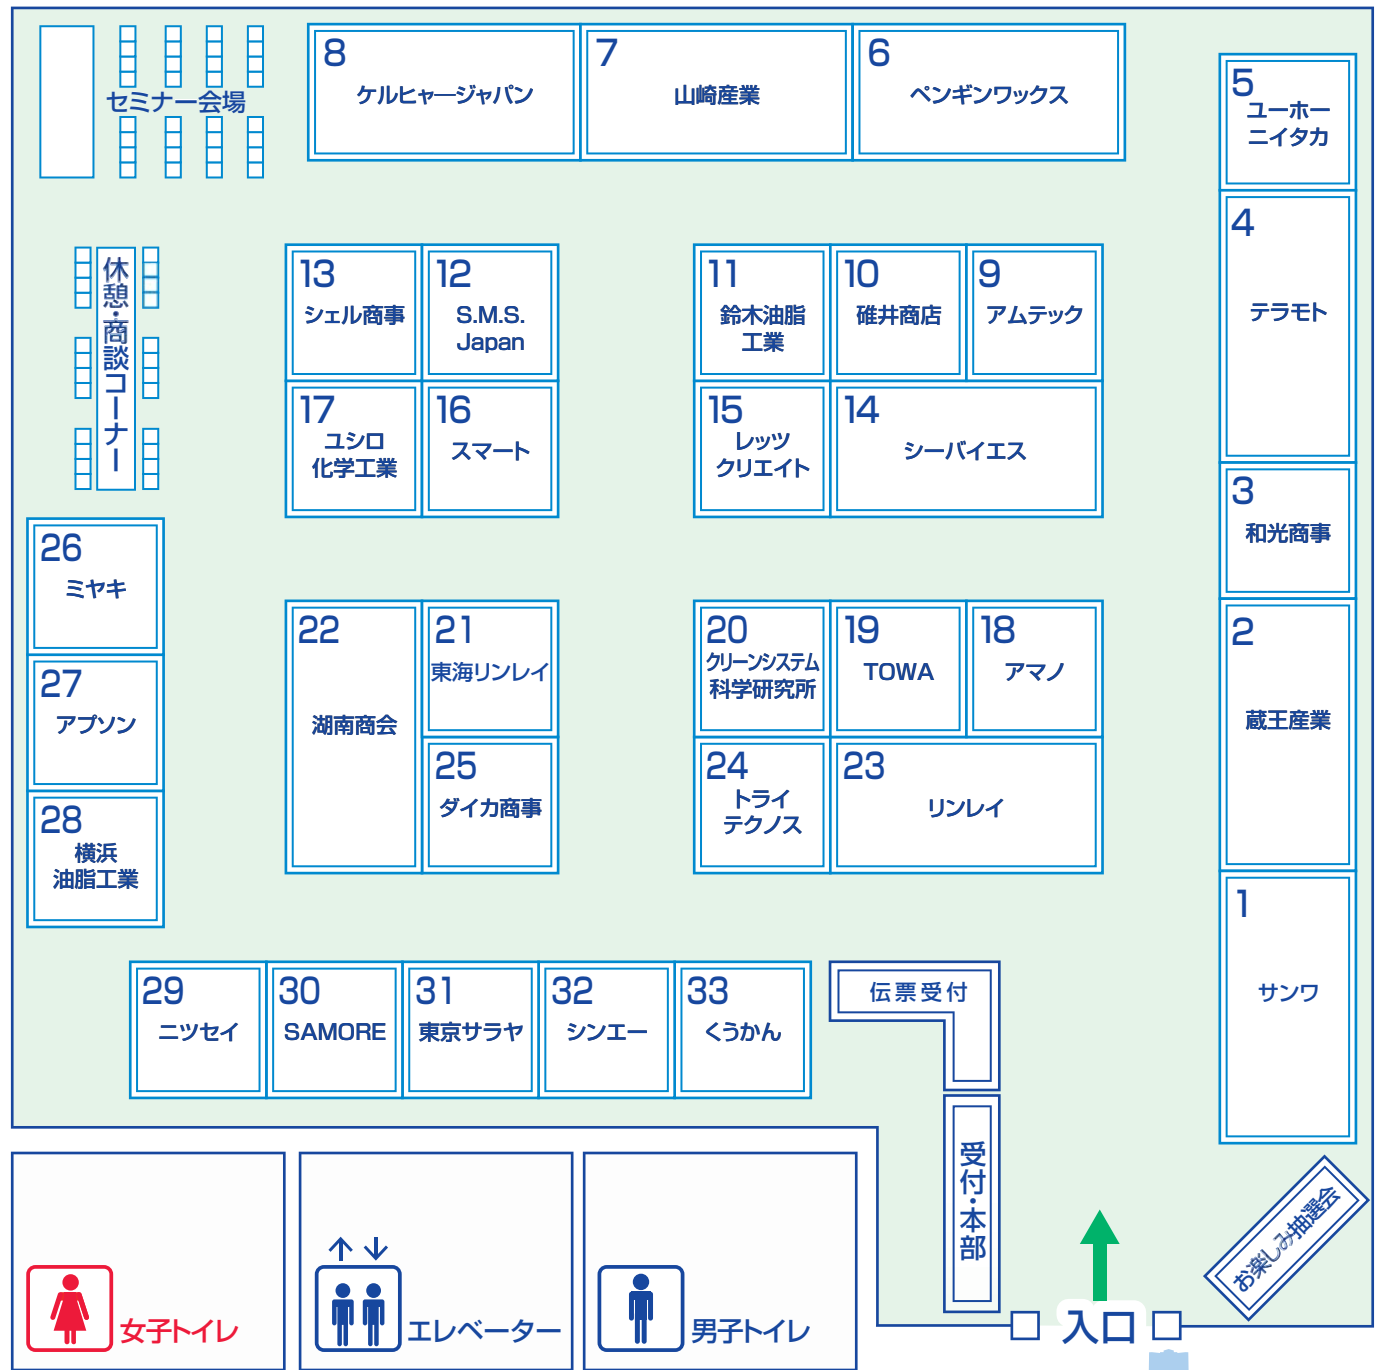 8
ケルヒャージャパン
7
山崎産業
6
ペンギンワックス
5
ユーホー
ニイタカ
セミナー会場
4
テラモト
休憩・商談コーナー
13
シェル商事
12
S.M.S.
Japan
11
鈴木油脂
工業
10
碓井商店
9
アムテック
17
ユシロ
化学工業
16
スマート
15
レッツ
クリエイト
14
シーバイエス
3
和光商事
26
ミヤキ
22
湖南商会
21
東海リンレイ
20
クリーンシステム
科学研究所
19
TOWA
18
アマノ
2
蔵王産業
27
アプソン
25
ダイカ商事
24
トライ
テクノス
23
リンレイ
28
横浜
油脂工業
1
サンワ
29
ニツセイ
30
SAMORE
31
東京サラヤ
32
シンエー
33
くうかん
伝票受付
受付・本部
お楽しみ抽選会
女子トイレ
エレベーター
男子トイレ
入口